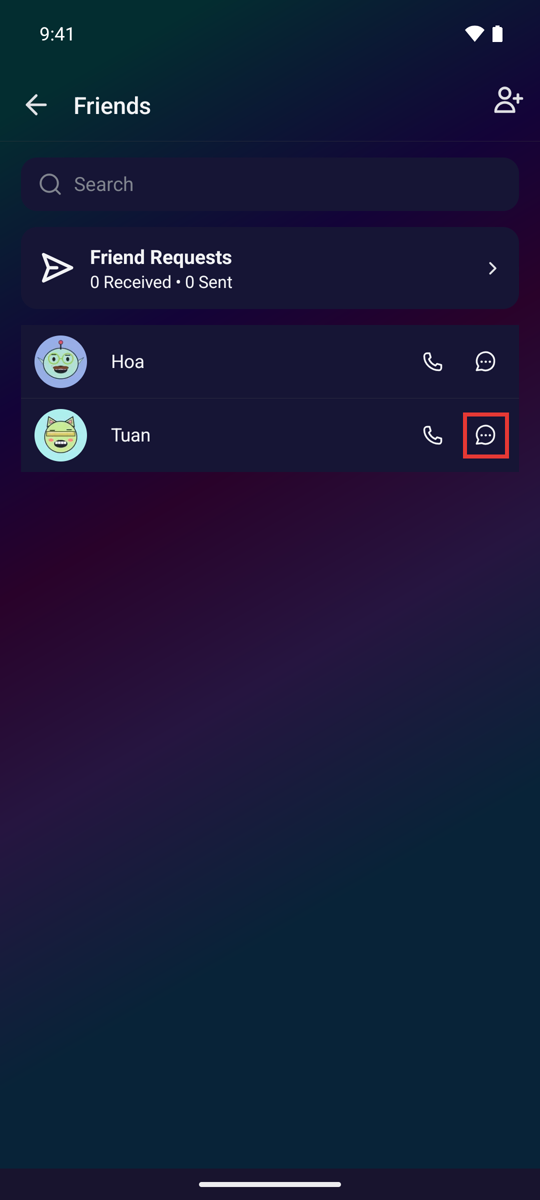 9:41
Friends
Search
Friend Requests
0 Received • 0 Sent
Hoa
Tuan